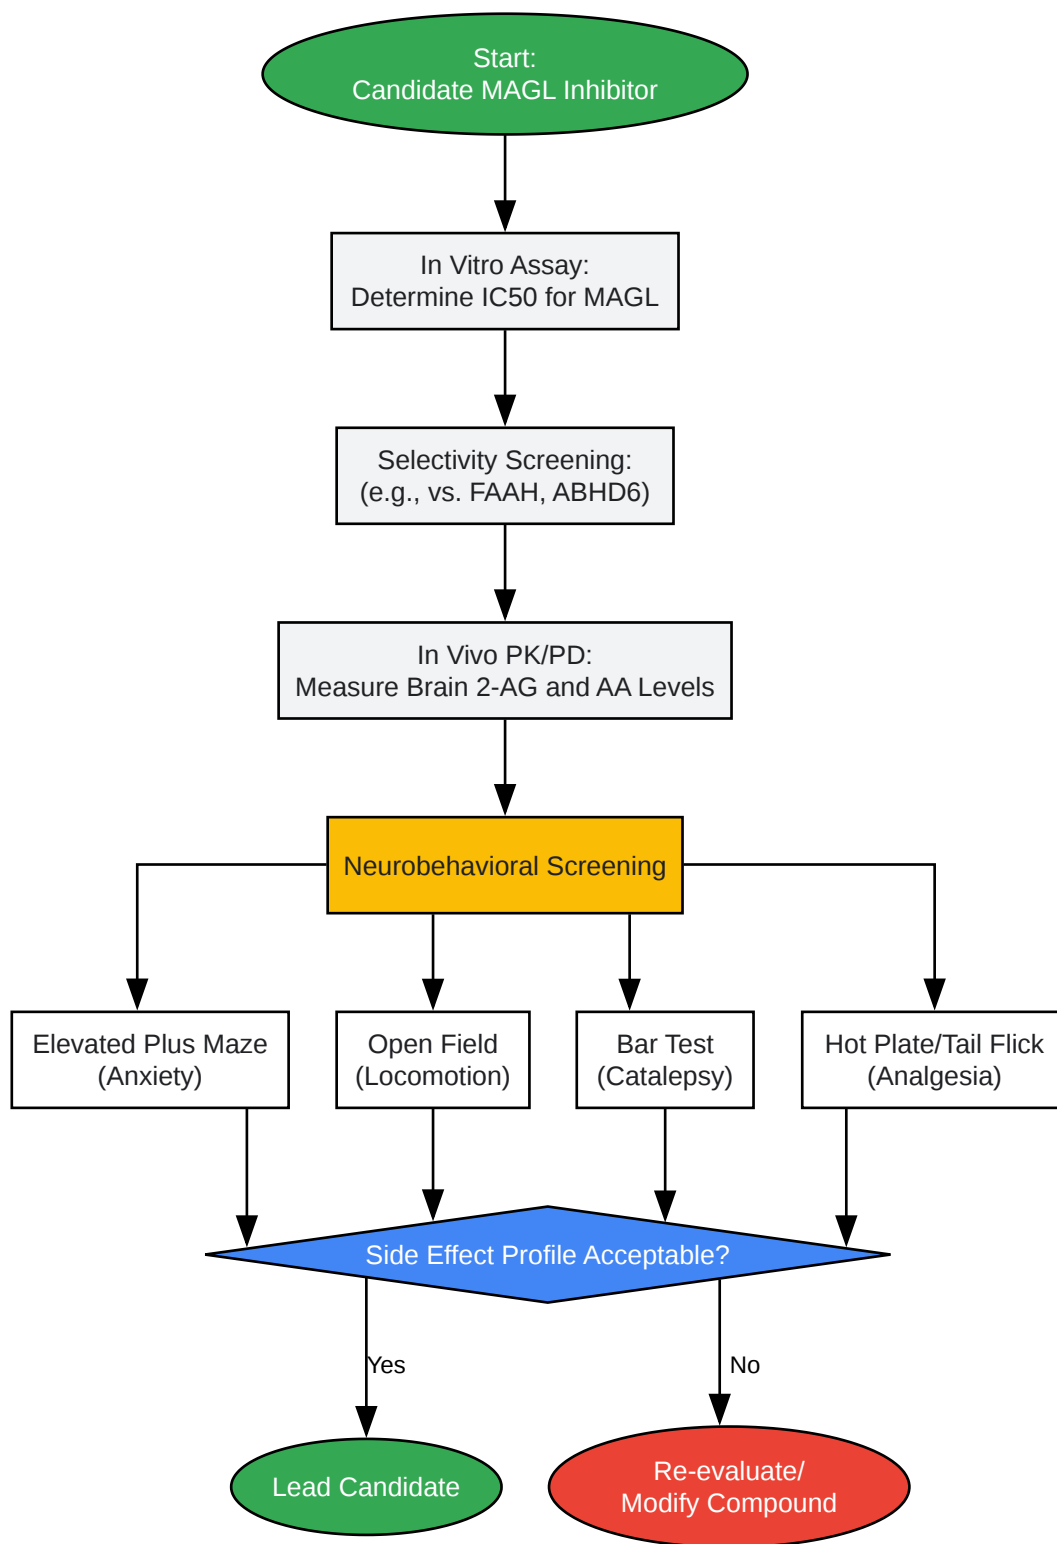 Start:
Candidate MAGL Inhibitor
In Vitro Assay:
Determine IC50 for MAGL
Selectivity Screening:
(e.g., vs. FAAH, ABHD6)
In Vivo PK/PD:
Measure Brain 2-AG and AA Levels
Neurobehavioral Screening
Elevated Plus Maze
(Anxiety)
Open Field
(Locomotion)
Bar Test
(Catalepsy)
Hot Plate/Tail Flick
(Analgesia)
Side Effect Profile Acceptable?
Yes
No
Lead Candidate
Re-evaluate/
Modify Compound